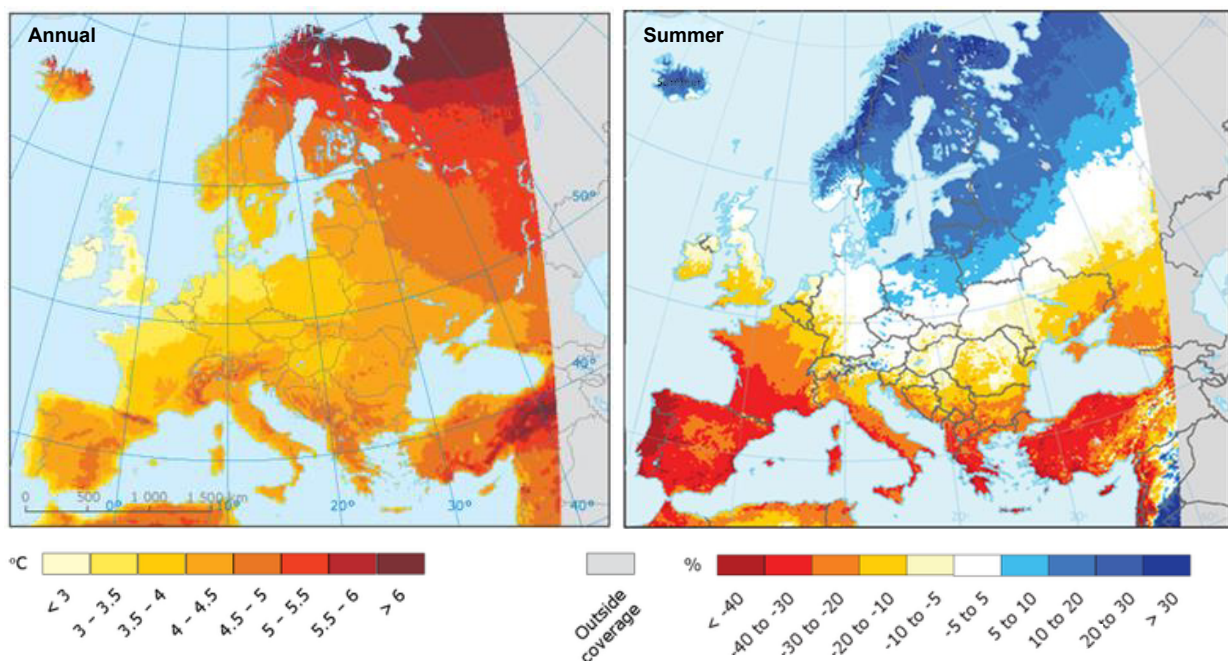 Annual
Summer
Summer
50°
40°
0 500 1 000 1 500 km
0° 10° 20° 30° 40°
20°
°C
< 3
3 – 3.5
3.5 – 4
4 – 4.5
4.5 – 5
5 – 5.5
5.5 – 6
> 6
Outside
coverage
%
< -40
-40 to -30
-30 to -20
-20 to -10
-10 to -5
-5 to 5
5 to 10
10 to 20
20 to 30
> 30